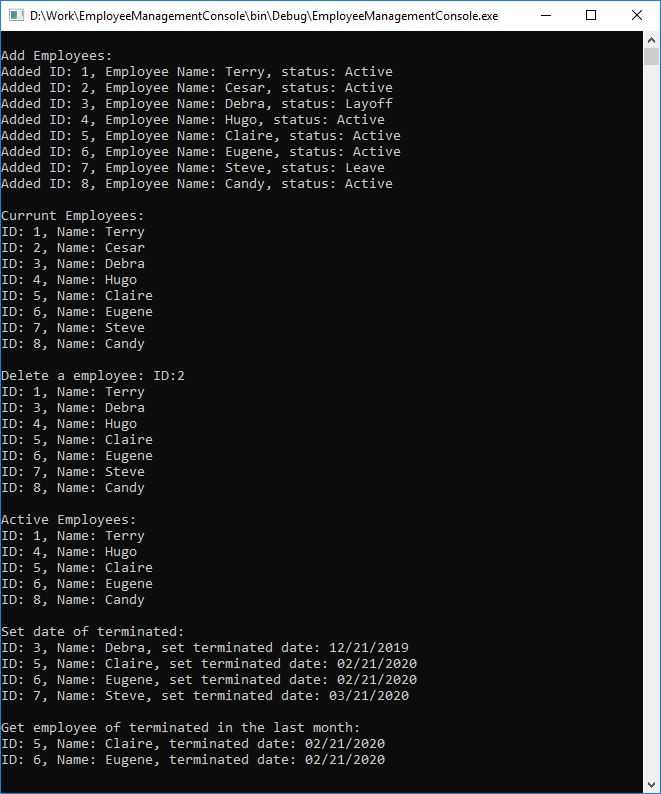 D:\Work\EmployeeManagementConsole\bin\Debug\EmployeeManagementConsole.exe
Add Employees:
Added ID: 1, Employee Name: Terry, status: Active
Added ID: 2, Employee Name: Cesar, status: Active
Added ID: 3, Employee Name: Debra, status: Layoff
Added ID: 4, Employee Name: Hugo, status: Active
Added ID: 5, Employee Name: Claire, status: Active
Added ID: 6, Employee Name: Eugene, status: Active
Added ID: 7, Employee Name: Steve, status: Leave
Added ID: 8, Employee Name: Candy, status: Active
Currunt Employees:
ID: 1, Name: Terry
ID: 2, Name: Cesar
ID: 3, Name: Debra
ID: 4, Name: Hugo
ID: 5, Name: Claire
ID: 6, Name: Eugene
ID: 7, Name: Steve
ID: 8, Name: Candy
Delete a employee: ID:2
ID: 1, Name: Terry
ID: 3, Name: Debra
ID: 4, Name: Hugo
ID: 5, Name: Claire
ID: 6, Name: Eugene
ID: 7, Name: Steve
ID: 8, Name: Candy
Active Employees:
ID: 1, Name: Terry
ID: 4, Name: Hugo
ID: 5, Name: Claire
ID: 6, Name: Eugene
ID: 8, Name: Candy
Set date of terminated:
ID: 3, Name: Debra, set terminated date: 12/21/2019
ID: 5, Name: Claire, set terminated date: 02/21/2020
ID: 6, Name: Eugene, set terminated date: 02/21/2020
ID: 7, Name: Steve, set terminated date: 03/21/2020
Get employee of terminated in the last month:
ID: 5, Name: Claire, terminated date: 02/21/2020
ID: 6, Name: Eugene, terminated date: 02/21/2020